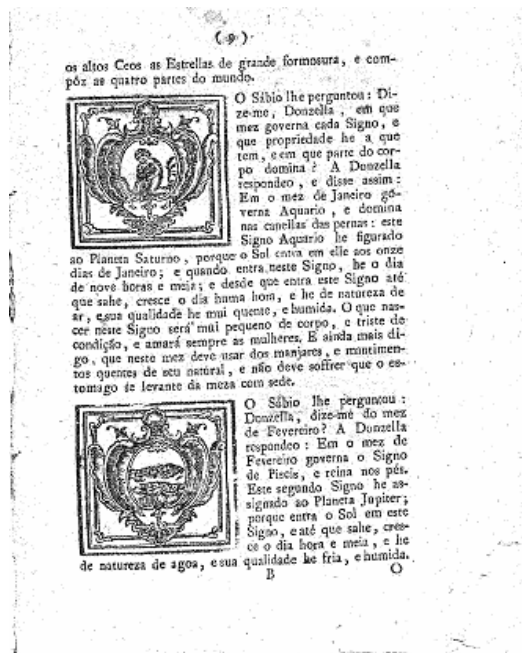 ( 9 )
os altos Ceos as Estrellas de grande formosura, e com-
pôz as quatro partes do mundo.
O Sábio lhe perguntou: Di-
ze-me, Donzella, em que
mez governa cada Signo, e
que propriedade he a que
tem, e em que parte do cor-
po domina? A Donzella
respondeo, e disse assim:
Em o mez de Janeiro go-
verna Aquario, e domina
nas canellas das pernas: este
Signo Aquario he figurado
ao Planeta Saturno, porque o Sol entra em elle aos onze
dias de Janeiro; e quando entra neste Signo, he o dia
de nove horas e meia; e desde que entra este Signo até
que sahe, cresce o dia huma hora, e he de natureza de
ar, e sua qualidade he mui quente, e humida. O que nas-
cer neste Signo será mui pequeno de corpo, e triste de
condição, e amará sempre as mulheres. E ainda mais di-
go, que neste mez deve usar dos manjares, e mantimen-
tos quentes de seu natural, e não deve soffrer que o es-
tomago se levante da meza com sede.
O Sábio lhe perguntou:
Donzella, dize-me do mez
de Fevereiro? A Donzella
respondeo: Em o mez de
Fevereiro governa o Signo
de Piscis, e reina nos pés.
Este segundo Signo he as-
signado ao Planeta Jupiter;
porque entra o Sol em este
Signo, e até que sahe, cres-
ce o dia hora e meia, e he
de natureza de agoa, e sua qualidade he fria, e humida.
B O